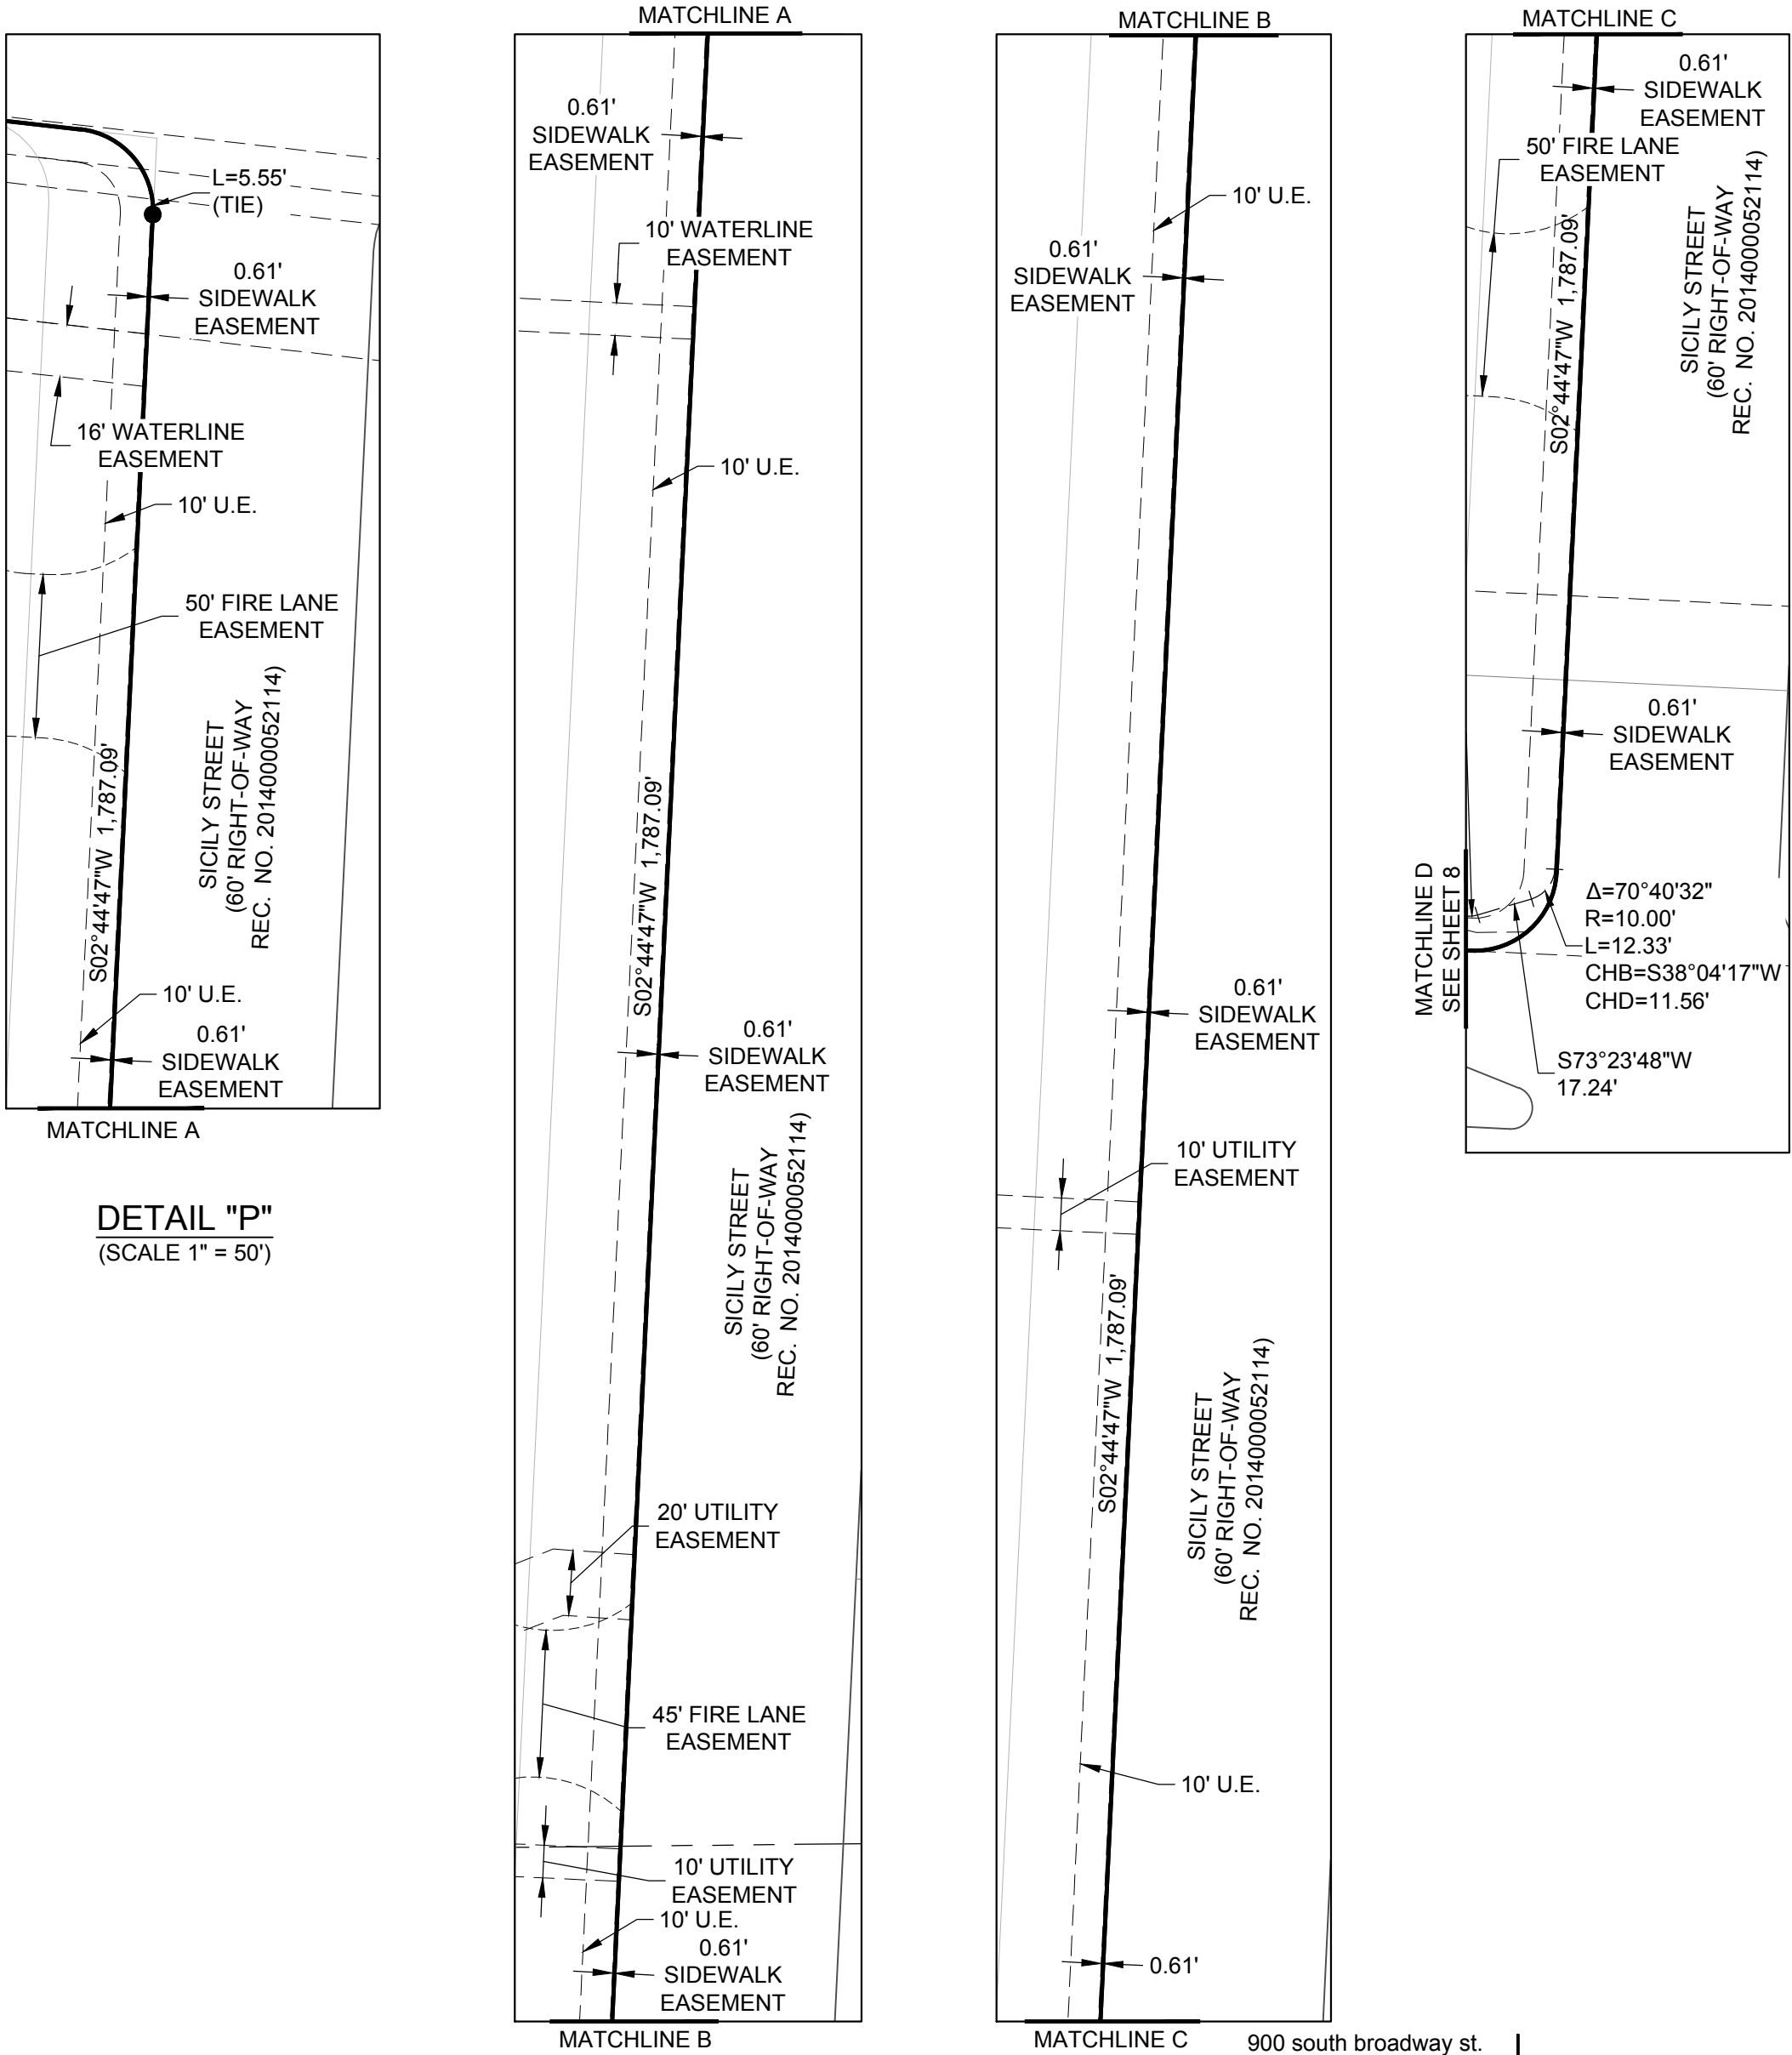 L=5.55'
(TIE)
0.61'
SIDEWALK
EASEMENT
16' WATERLINE
EASEMENT
10' U.E.
50' FIRE LANE
EASEMENT
SICILY STREET
(60' RIGHT-OF-WAY
REC. NO. 2014000052114)
S02°44'47"W 1,787.09'
10' U.E.
0.61'
SIDEWALK
EASEMENT
MATCHLINE A
DETAIL "P"
(SCALE 1" = 50')
MATCHLINE A
0.61'
SIDEWALK
EASEMENT
10' WATERLINE
EASEMENT
10' U.E.
S02°44'47"W 1,787.09'
0.61'
SIDEWALK
EASEMENT
SICILY STREET
(60' RIGHT-OF-WAY
REC. NO. 2014000052114)
20' UTILITY
EASEMENT
45' FIRE LANE
EASEMENT
10' UTILITY
EASEMENT
10' U.E.
0.61'
SIDEWALK
EASEMENT
MATCHLINE B
MATCHLINE B
10' U.E.
0.61'
SIDEWALK
EASEMENT
0.61'
SIDEWALK
EASEMENT
10' UTILITY
EASEMENT
S02°44'47"W 1,787.09'
SICILY STREET
(60' RIGHT-OF-WAY
REC. NO. 2014000052114)
10' U.E.
0.61'
MATCHLINE C
MATCHLINE C
0.61'
SIDEWALK
EASEMENT
50' FIRE LANE
EASEMENT
SICILY STREET
(60' RIGHT-OF-WAY
REC. NO. 2014000052114)
S02°44'47"W 1,787.09'
0.61'
SIDEWALK
EASEMENT
MATCHLINE D
SEE SHEET 8
Δ=70°40'32"
R=10.00'
L=12.33'
CHB=S38°04'17"W
CHD=11.56'
S73°23'48"W
17.24'
900 south broadway st.